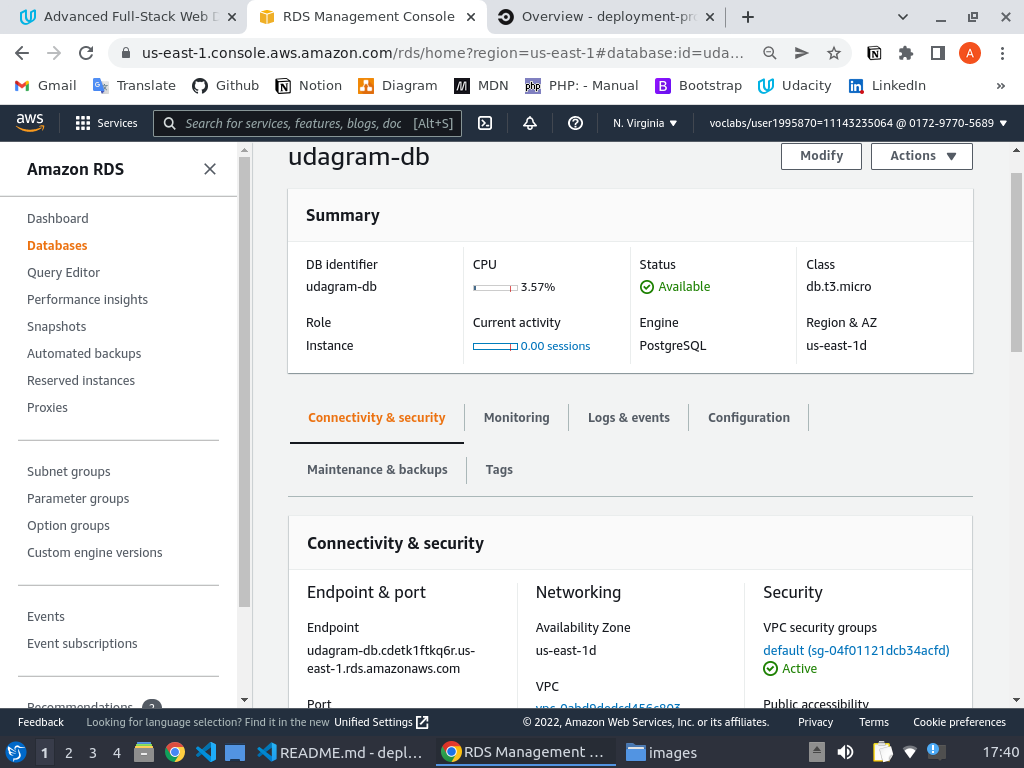 Advanced Full-Stack Web D
RDS Management Console
Overview - deployment-pr
us-east-1.console.aws.amazon.com/rds/home?region=us-east-1#database:id=uda...
A
Gmail
Translate
Github
Notion
Diagram
MDN
PHP: - Manual
Bootstrap
Udacity
LinkedIn
»
aws
Services
Search for services, features, blogs, doc
[Alt+S]
N. Virginia
voclabs/user1995870=11143235064 @ 0172-9770-5689
Amazon RDS
Dashboard
Databases
Query Editor
Performance insights
Snapshots
Automated backups
Reserved instances
Proxies
Subnet groups
Parameter groups
Option groups
Custom engine versions
Events
Event subscriptions
Recommendations 2
udagram-db
Modify
Actions
Summary
DB identifier
udagram-db
CPU
3.57%
Status
Available
Class
db.t3.micro
Role
Instance
Current activity
0.00 sessions
Engine
PostgreSQL
Region & AZ
us-east-1d
Connectivity & security
Monitoring
Logs & events
Configuration
Maintenance & backups
Tags
Connectivity & security
Endpoint & port
Endpoint
udagram-db.cdetk1ftkq6r.us-
east-1.rds.amazonaws.com
Port
Networking
Availability Zone
us-east-1d
VPC
Security
VPC security groups
default (sg-04f01121dcb34acfd)
Active
Public accessibility
Feedback
Looking for language selection? Find it in the new Unified Settings
© 2022, Amazon Web Services, Inc. or its affiliates.
Privacy
Terms
Cookie preferences
1
2
3
4
README.md - depl...
RDS Management ...
images
17:40